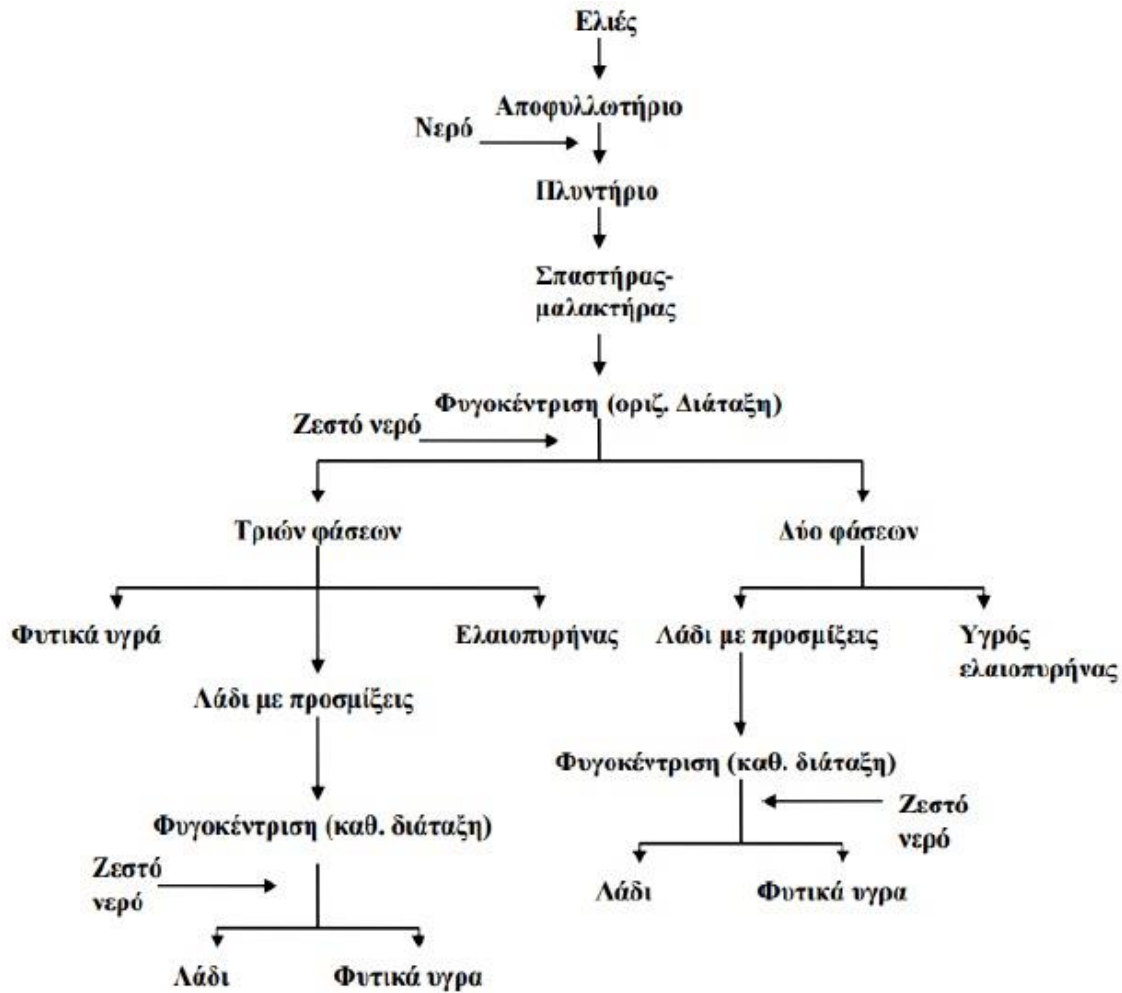 Ελιές
Αποφυλλωτήριο
Νερό
Πλυντήριο
Σπαστήρας-
μαλακτήρας
Φυγοκέντριση (οριζ. Διάταξη)
Ζεστό νερό
Τριών φάσεων
Δύο φάσεων
Φυτικά υγρά
Ελαιοπυρήνας
Λάδι με προσμίξεις
Υγρός
ελαιοπυρήνας
Λάδι με προσμίξεις
Φυγοκέντριση (καθ. διάταξη)
Ζεστό
νερό
Φυγοκέντριση (καθ. διάταξη)
Ζεστό
νερό
Λάδι
Φυτικά υγρα
Λάδι
Φυτικά υγρα